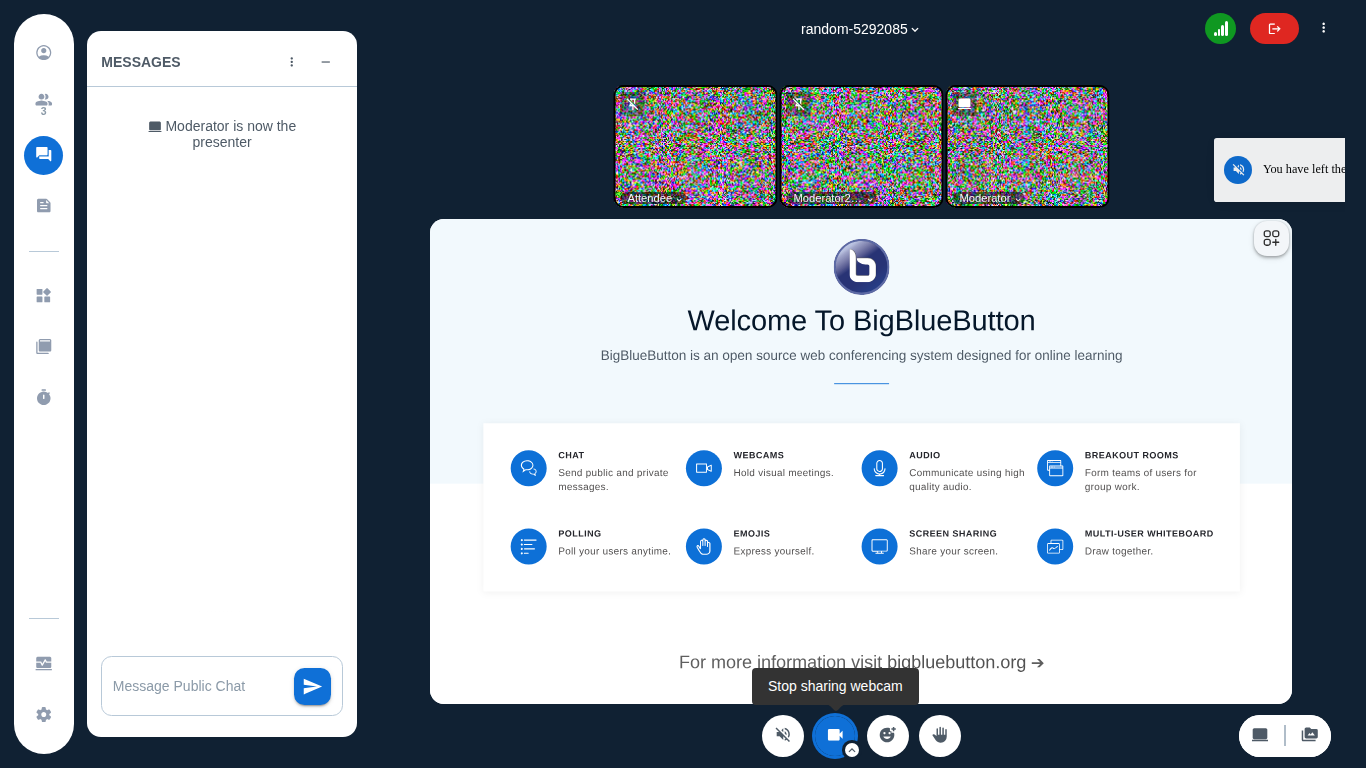 random-5292085
MESSAGES
3
Moderator is now the
presenter
Attendee
Moderator2...
Moderator
You have left the
Welcome To BigBlueButton
BigBlueButton is an open source web conferencing system designed for online learning
CHAT
Send public and private
messages.
WEBCAMS
Hold visual meetings.
AUDIO
Communicate using high
quality audio.
BREAKOUT ROOMS
Form teams of users for
group work.
POLLING
Poll your users anytime.
EMOJIS
Express yourself.
SCREEN SHARING
Share your screen.
MULTI-USER WHITEBOARD
Draw together.
For more information visit bigbluebutton.org →
Stop sharing webcam
Message Public Chat